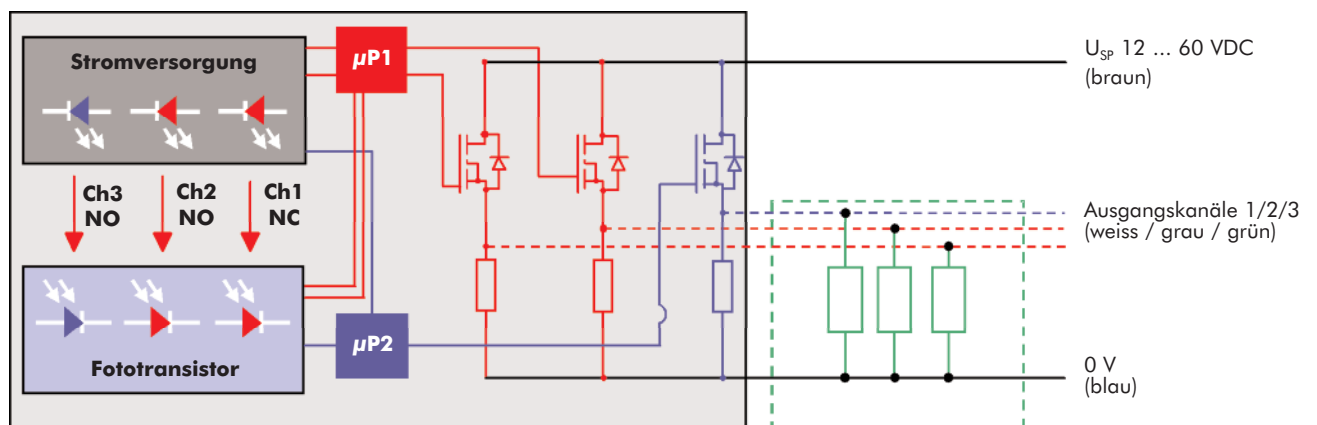 Stromversorgung
µP1
U_SP 12 ... 60 VDC
(braun)
Ch3
NO
Ch2
NO
Ch1
NC
Ausgangskanäle 1/2/3
(weiss / grau / grün)
µP2
Fototransistor
0 V
(blau)